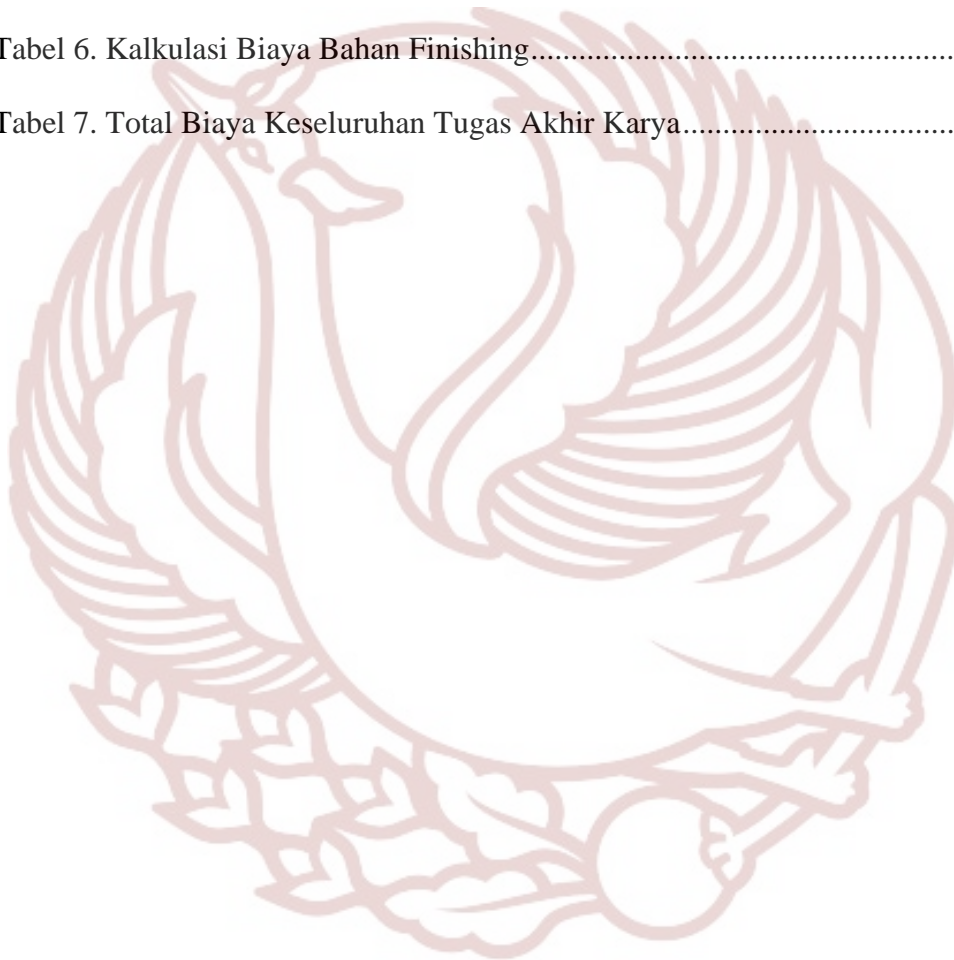 Tabel 6. Kalkulasi Biaya Bahan Finishing................................................
Tabel 7. Total Biaya Keseluruhan Tugas Akhir Karya..............................